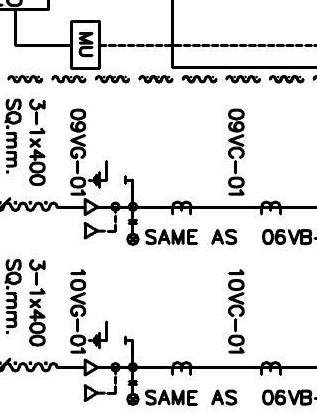 MU
09VG-01
09VC-01
3-1x400
SQ.mm.
SAME AS 06VB-
10VG-01
10VC-01
3-1x400
SQ.mm.
SAME AS 06VB-